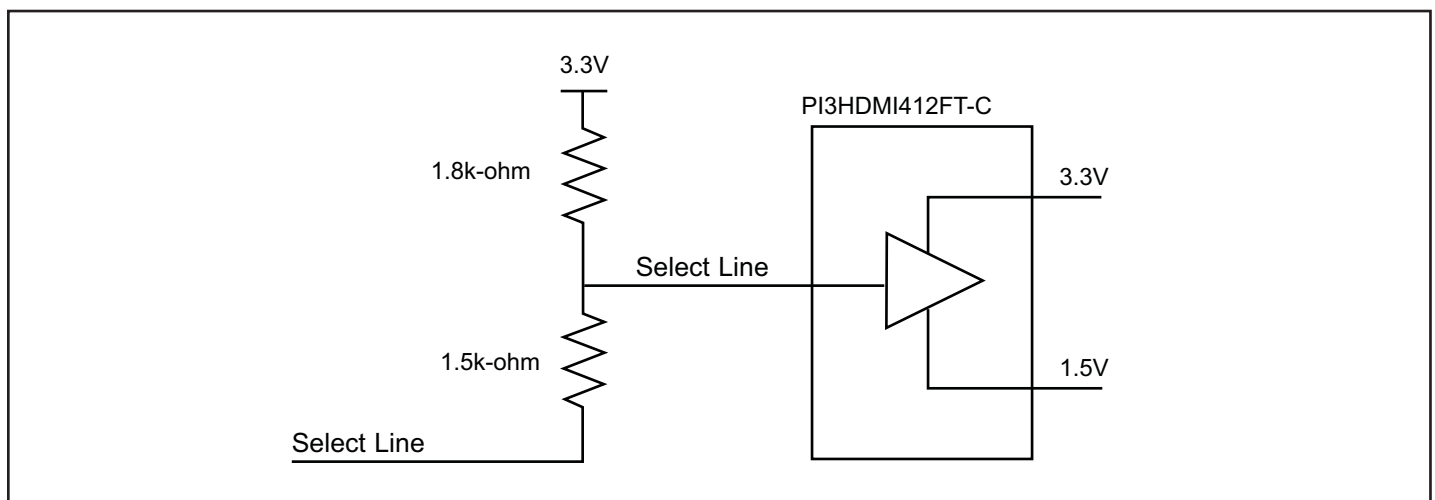 3.3V
PI3HDMI412FT-C
1.8k-ohm
3.3V
Select Line
1.5k-ohm
1.5V
Select Line